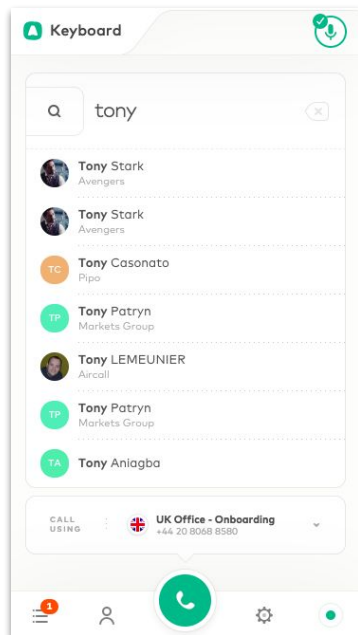 Keyboard
tony
Tony Stark
Avengers
Tony Stark
Avengers
TC
Tony Casonato
Pipo
TP
Tony Patryn
Markets Group
Tony LEMEUNIER
Aircall
TP
Tony Patryn
Markets Group
TA
Tony Aniagba
CALL
USING
UK Office - Onboarding
+44 20 8068 8580
1